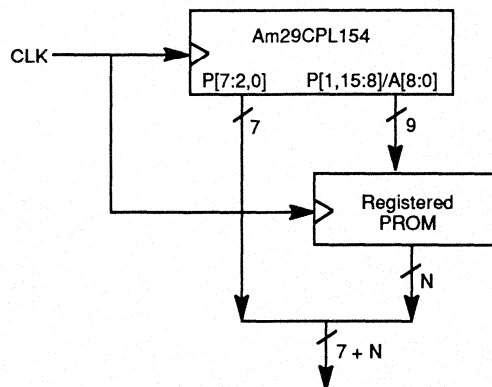 Am29CPL154
CLK
P[7:2,0] P[1,15:8]/A[8:0]
7
9
Registered
PROM
N
7 + N